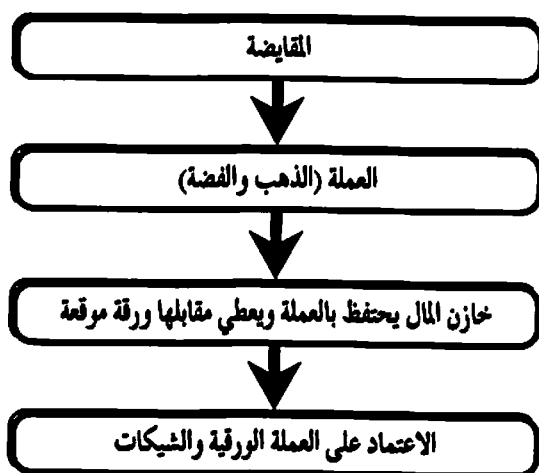 المقايضة
العملة (الذهب والفضة)
خازن المال يحتفظ بالعملة ويعطي مقابلها ورقة موقعة
الاعتماد على العملة الورقية والشيكات